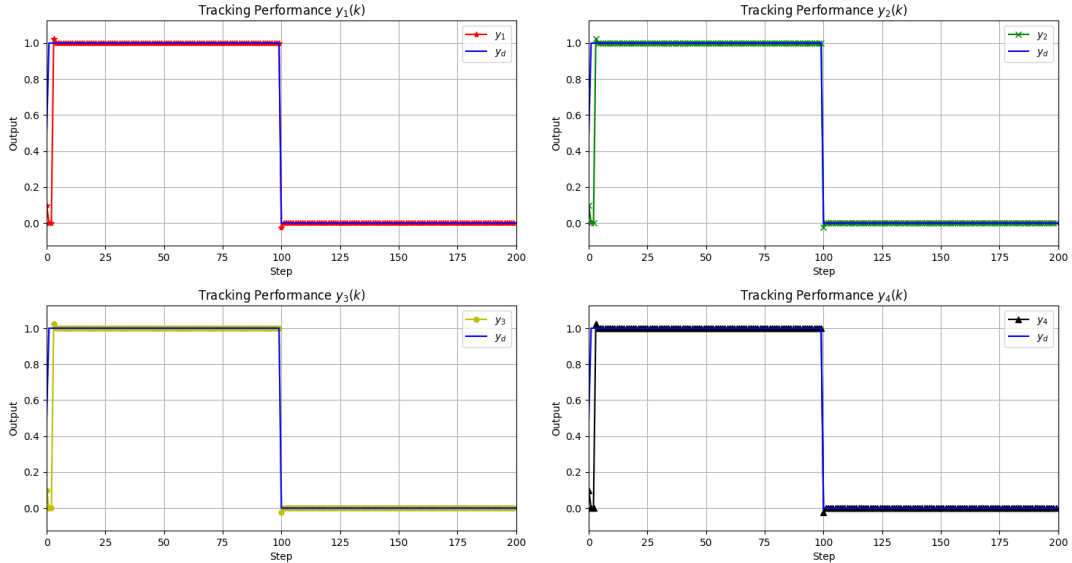 Tracking Performance y₁(k)
Output
1.0
0.8
0.6
0.4
0.2
0.0
y₁
y_d
0 25 50 75 100 125 150 175 200
Step
Tracking Performance y₂(k)
Output
1.0
0.8
0.6
0.4
0.2
0.0
y₂
y_d
0 25 50 75 100 125 150 175 200
Step
Tracking Performance y₃(k)
Output
1.0
0.8
0.6
0.4
0.2
0.0
y₃
y_d
0 25 50 75 100 125 150 175 200
Step
Tracking Performance y₄(k)
Output
1.0
0.8
0.6
0.4
0.2
0.0
y₄
y_d
0 25 50 75 100 125 150 175 200
Step